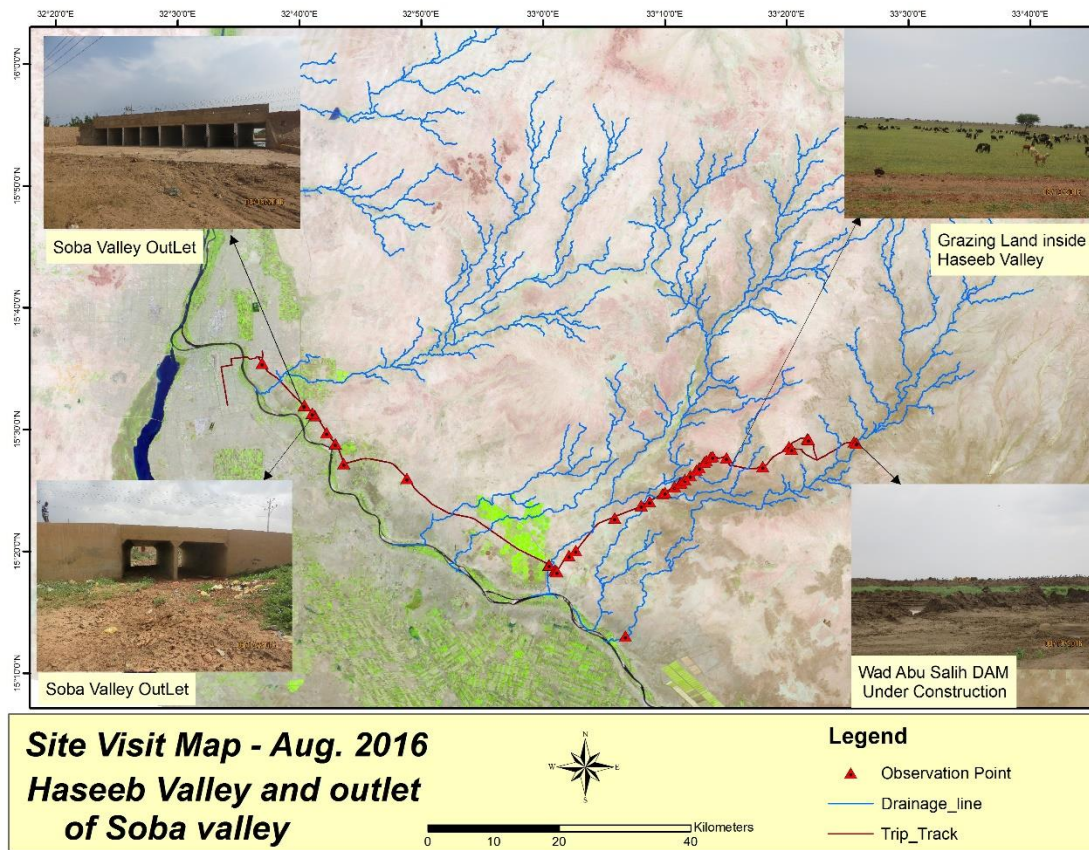 32°20'0"E 32°30'0"E 32°40'0"E 32°50'0"E 33°0'0"E 33°10'0"E 33°20'0"E 33°30'0"E 33°40'0"E
16°0'0"N
15°50'0"N
15°40'0"N
15°30'0"N
15°20'0"N
15°10'0"N
Soba Valley OutLet
Grazing Land inside
Haseeb Valley
Soba Valley OutLet
Wad Abu Salih DAM
Under Construction
Site Visit Map - Aug. 2016
Haseeb Valley and outlet
of Soba valley
N
W E
S
Kilometers
0 10 20 40
Legend
Observation Point
Drainage_line
Trip_Track